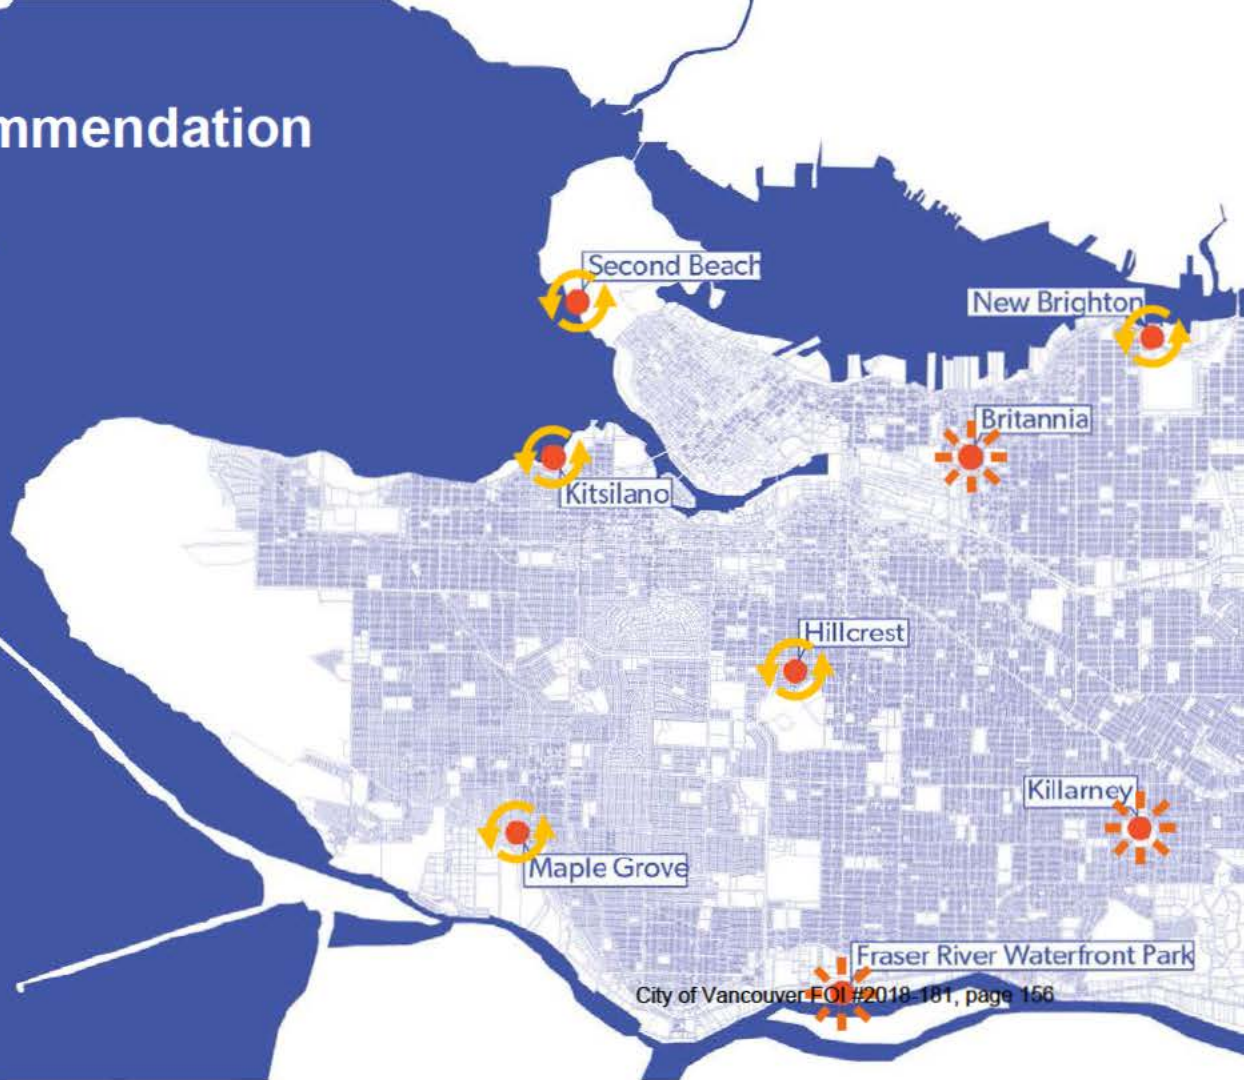 mmendation
Second Beach
New Brighton
Britannia
Kitsilano
Hillcrest
Killarney
Maple Grove
Fraser River Waterfront Park
City of Vancouver FOI #2018-181, page 156